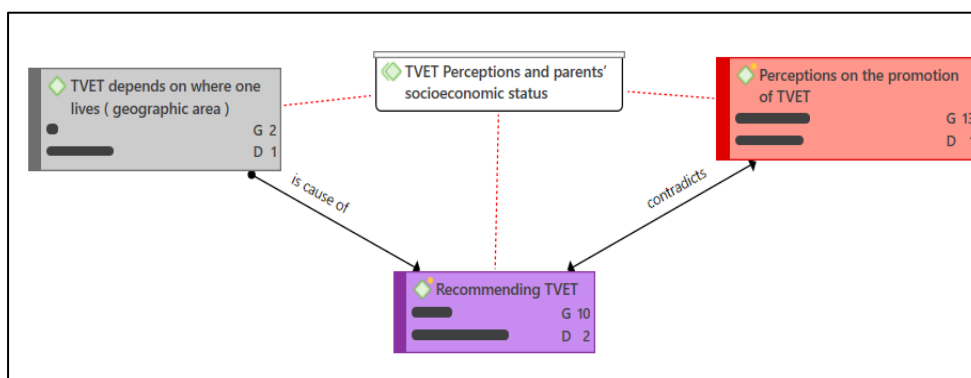 TVET depends on where one
lives ( geographic area )
G 2
D 1
TVET Perceptions and parents'
socioeconomic status
Perceptions on the promotion
of TVET
G 13
D
is cause of
contradicts
Recommending TVET
G 10
D 2